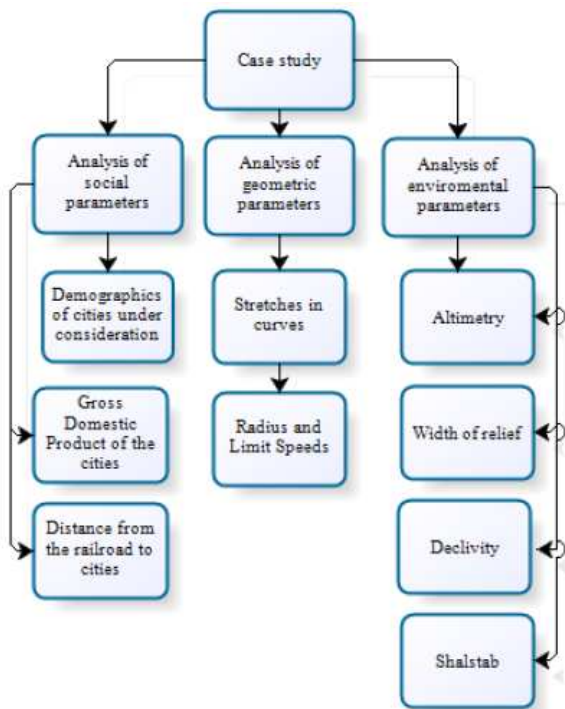 Case study
Analysis of
social
parameters
Analysis of
geometric
parameters
Analysis of
enviromental
parameters
Demographics
of cities under
consideration
Stretches in
curves
Altimetry
Gross
Domestic
Product of the
cities
Radius and
Limit Speeds
Width of relief
Distance from
the railroad to
cities
Declivity
Shalstab